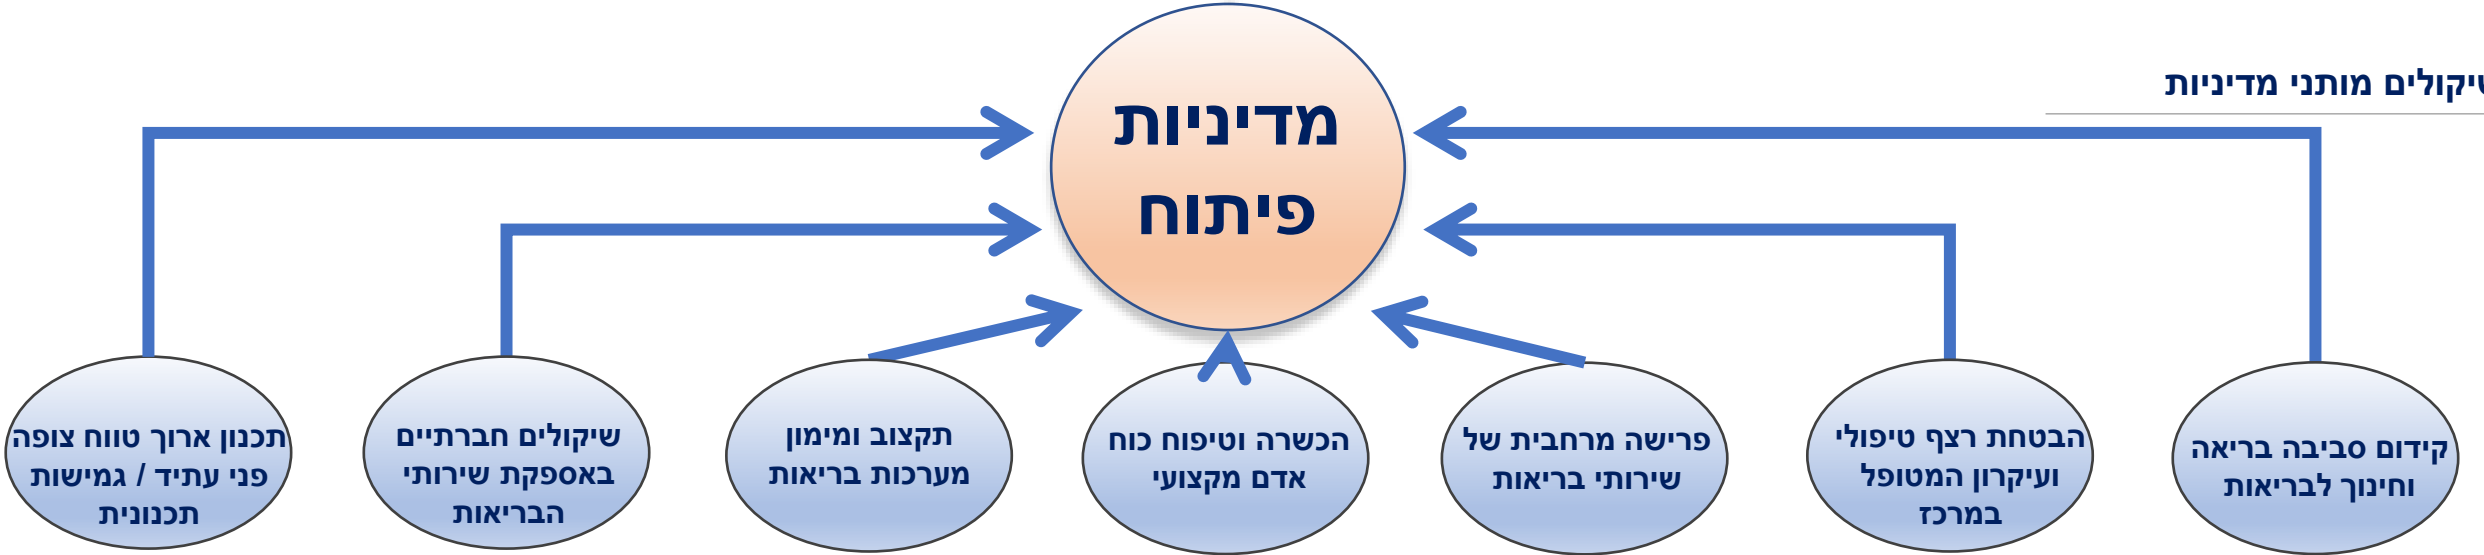 שיקולים מותני מדיניות
מדיניות
פיתוח
קידום סביבה בריאה
וחינוך לבריאות
הבטחת רצף טיפולי
ועיקרון המטופל
במרכז
פרישה מרחבית של
שירותי בריאות
הכשרה וטיפוח כוח
אדם מקצועי
תקצוב ומימון
מערכות בריאות
שיקולים חברתיים
באספקת שירותי
הבריאות
תכנון ארוך טווח צופה
פני עתיד / גמישות
תכנונית